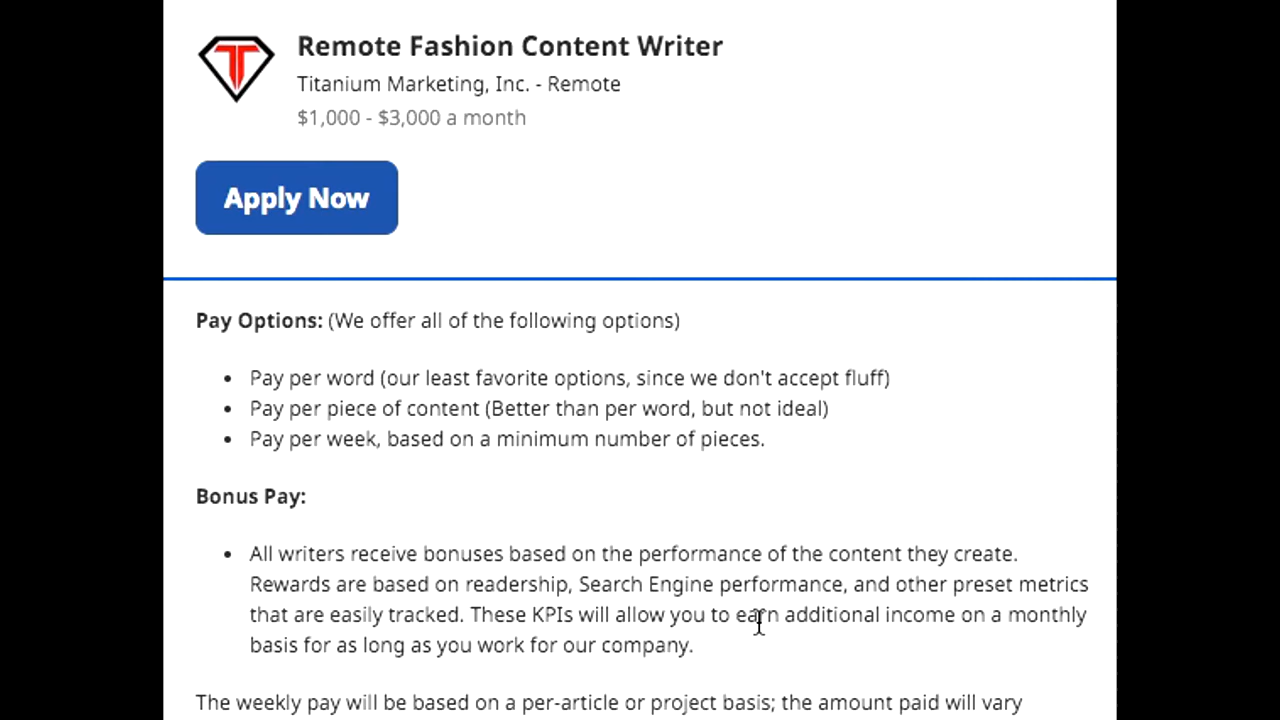 Remote Fashion Content Writer
Titanium Marketing, Inc. - Remote
$1,000 - $3,000 a month
Apply Now
Pay Options: (We offer all of the following options)
• Pay per word (our least favorite options, since we don't accept fluff)
• Pay per piece of content (Better than per word, but not ideal)
• Pay per week, based on a minimum number of pieces.
Bonus Pay:
• All writers receive bonuses based on the performance of the content they create.
Rewards are based on readership, Search Engine performance, and other preset metrics
that are easily tracked. These KPIs will allow you to earn additional income on a monthly
basis for as long as you work for our company.
The weekly pay will be based on a per-article or project basis; the amount paid will vary